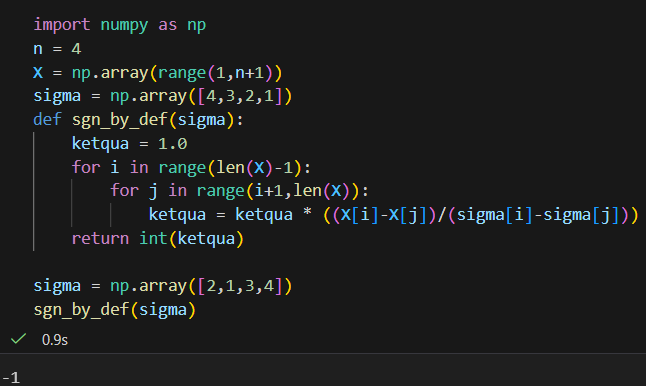 import numpy as np
n = 4
X = np.array(range(1,n+1))
sigma = np.array([4,3,2,1])
def sgn_by_def(sigma):
    ketqua = 1.0
    for i in range(len(X)-1):
        for j in range(i+1,len(X)):
            ketqua = ketqua * ((X[i]-X[j])/(sigma[i]-sigma[j]))
    return int(ketqua)

sigma = np.array([2,1,3,4])
sgn_by_def(sigma)
0.9s
-1